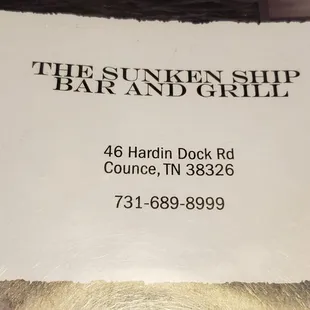 THE SUNKEN SHIP
BAR AND GRILL
46 Hardin Dock Rd
Counce, TN 38326
731-689-8999